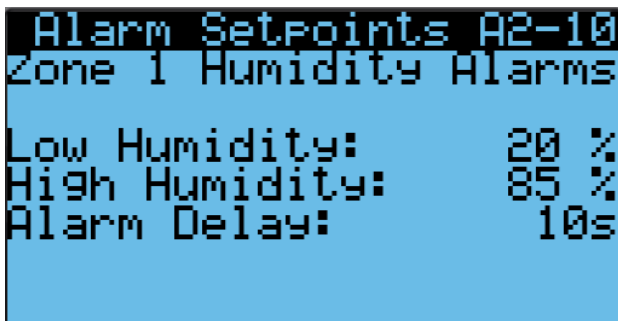 Alarm Setpoints A2-10
Zone 1 Humidity Alarms
Low Humidity: 20 %
High Humidity: 85 %
Alarm Delay: 10s